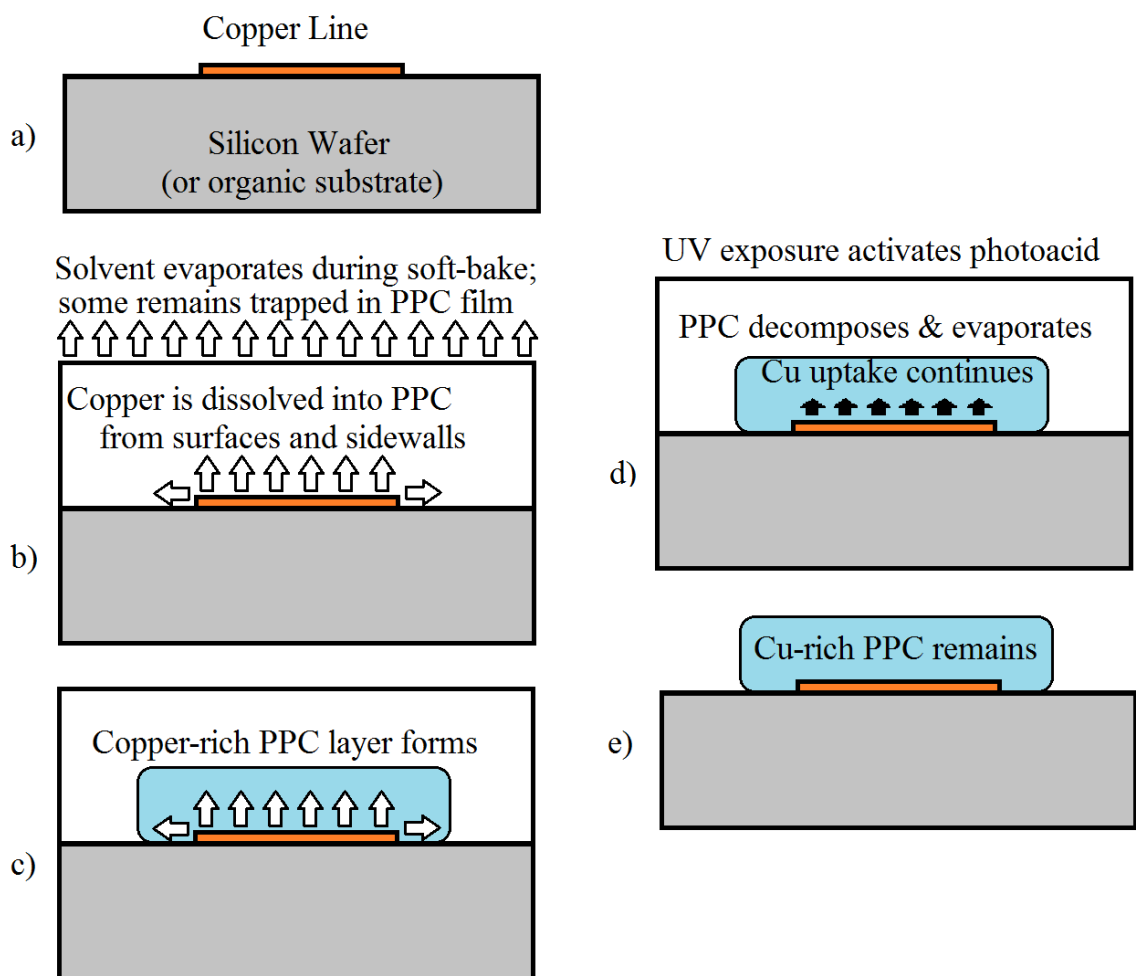 Copper Line
a)
Silicon Wafer
(or organic substrate)
Solvent evaporates during soft-bake;
some remains trapped in PPC film
Copper is dissolved into PPC
from surfaces and sidewalls
b)
Copper-rich PPC layer forms
c)
UV exposure activates photoacid
PPC decomposes & evaporates
Cu uptake continues
d)
Cu-rich PPC remains
e)